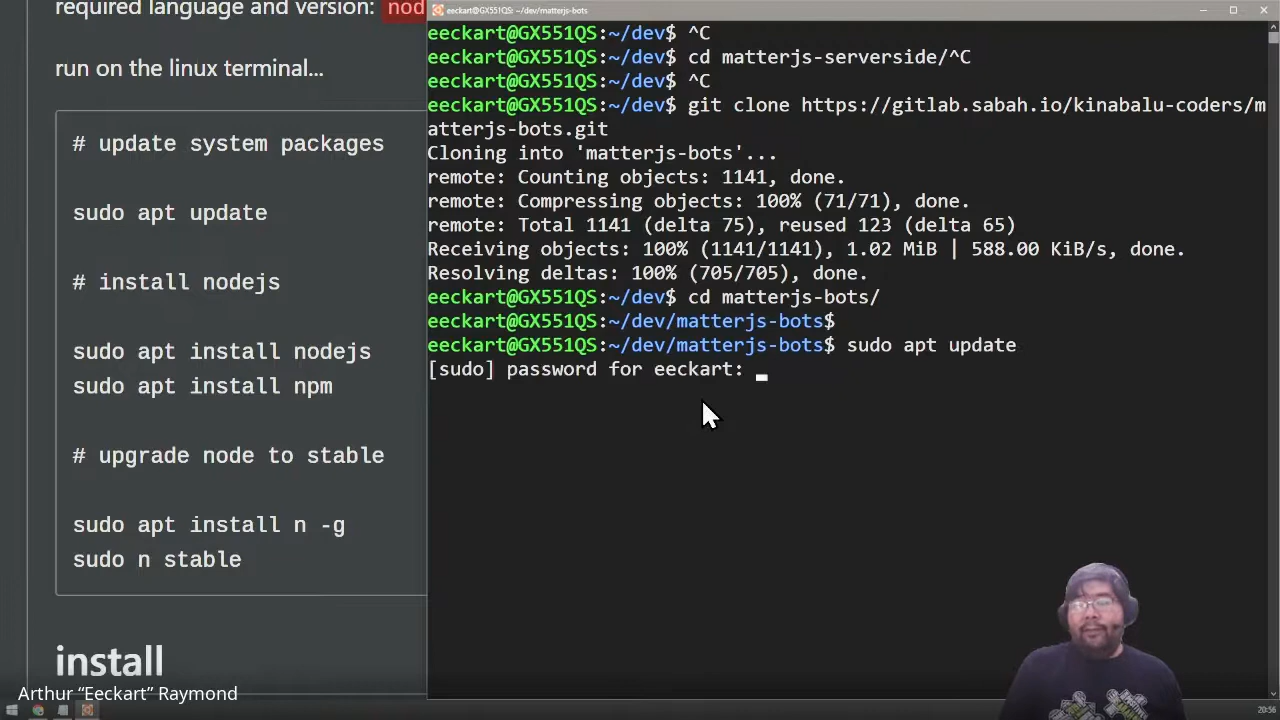 required language and version: nod
run on the linux terminal...
# update system packages
sudo apt update
# install nodejs
sudo apt install nodejs
sudo apt install npm
# upgrade node to stable
sudo apt install n -g
sudo n stable
install
Arthur “Eeckart” Raymond
eeckart@GX551QS: ~/dev/matterjs-bots
eeckart@GX551QS:~/dev$ ^C
eeckart@GX551QS:~/dev$ cd matterjs-serverside/^C
eeckart@GX551QS:~/dev$ ^C
eeckart@GX551QS:~/dev$ git clone https://gitlab.sabah.io/kinabalu-coders/m
atterjs-bots.git
Cloning into 'matterjs-bots'...
remote: Counting objects: 1141, done.
remote: Compressing objects: 100% (71/71), done.
remote: Total 1141 (delta 75), reused 123 (delta 65)
Receiving objects: 100% (1141/1141), 1.02 MiB | 588.00 KiB/s, done.
Resolving deltas: 100% (705/705), done.
eeckart@GX551QS:~/dev$ cd matterjs-bots/
eeckart@GX551QS:~/dev/matterjs-bots$
eeckart@GX551QS:~/dev/matterjs-bots$ sudo apt update
[sudo] password for eeckart:
20:56